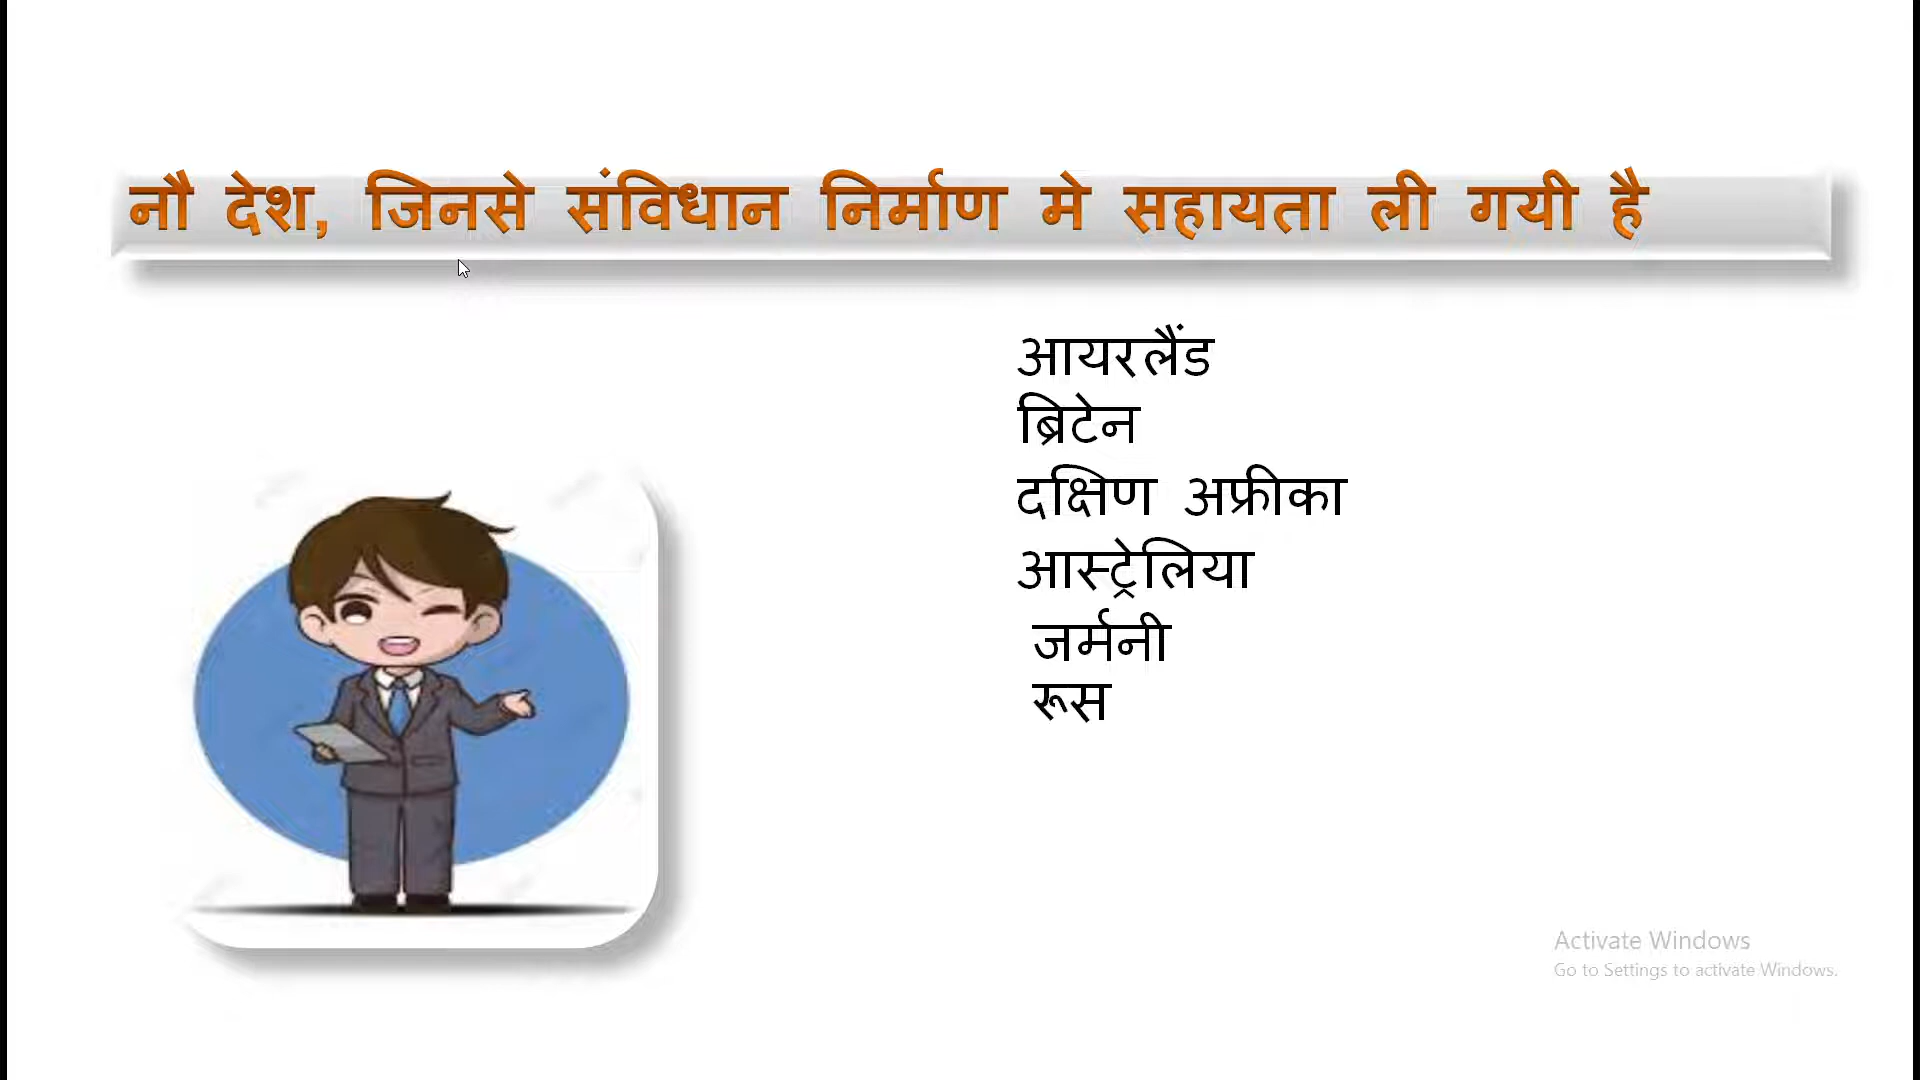 नौ देश, जिनसे संविधान निर्माण मे सहायता ली गयी है
आयरलैंड
ब्रिटेन
दक्षिण अफ्रीका
आस्ट्रेलिया
जर्मनी
रूस
Activate Windows
Go to Settings to activate Windows.